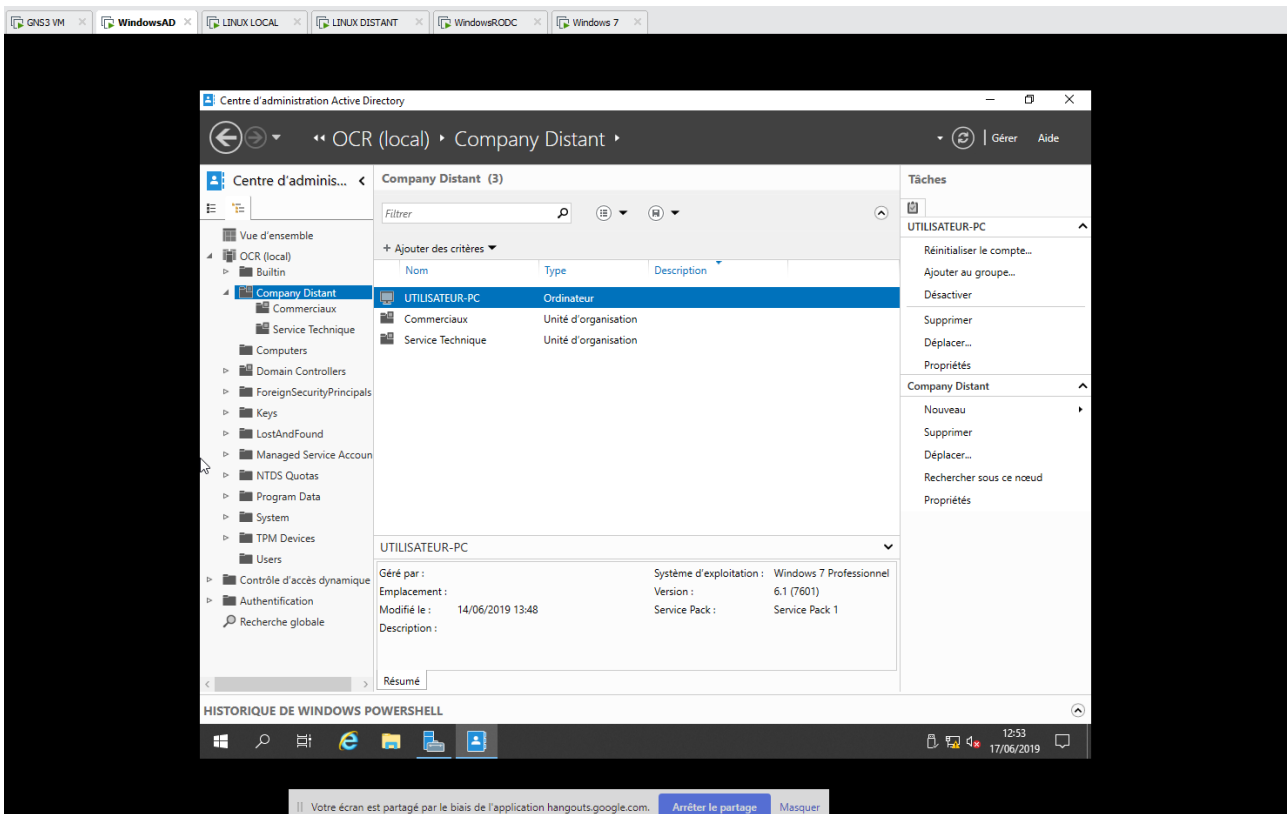 GNS3 VM
WindowsAD
LINUX LOCAL
LINUX DISTANT
WindowsRODC
Windows 7
Centre d'administration Active Directory
OCR (local) Company Distant
Gérer Aide
Centre d'adminis...
Vue d'ensemble
OCR (local)
Builtin
Company Distant
Commerciaux
Service Technique
Computers
Domain Controllers
ForeignSecurityPrincipals
Keys
LostAndFound
Managed Service Accoun
NTDS Quotas
Program Data
System
TPM Devices
Users
Contrôle d'accès dynamique
Authentification
Recherche globale
Company Distant (3)
Filtrer
+ Ajouter des critères
Nom Type Description
UTILISATEUR-PC Ordinateur
Commerciaux Unité d'organisation
Service Technique Unité d'organisation
UTILISATEUR-PC
Géré par : Système d'exploitation : Windows 7 Professionnel
Emplacement : Version : 6.1 (7601)
Modifié le : 14/06/2019 13:48 Service Pack : Service Pack 1
Description :
Résumé
Tâches
UTILISATEUR-PC
Réinitialiser le compte...
Ajouter au groupe...
Désactiver
Supprimer
Déplacer...
Propriétés
Company Distant
Nouveau
Supprimer
Déplacer...
Rechercher sous ce nœud
Propriétés
HISTORIQUE DE WINDOWS POWERSHELL
12:53
17/06/2019
Votre écran est partagé par le biais de l'application hangouts.google.com. Arrêter le partage Masquer